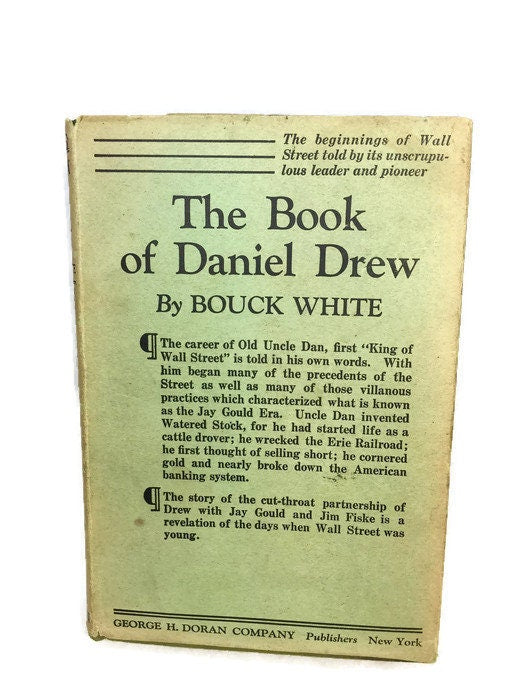 The beginnings of Wall
Street told by its unscrupu-
lous leader and pioneer
The Book
of Daniel Drew
By BOUCK WHITE
¶The career of Old Uncle Dan, first "King of
Wall Street" is told in his own words. With
him began many of the precedents of the
Street as well as many of those villanous
practices which characterized what is known
as the Jay Gould Era. Uncle Dan invented
Watered Stock, for he had started life as a
cattle drover; he wrecked the Erie Railroad;
he first thought of selling short; he cornered
gold and nearly broke down the American
banking system.
¶The story of the cut-throat partnership of
Drew with Jay Gould and Jim Fiske is a
revelation of the days when Wall Street was
young.
GEORGE H. DORAN COMPANY Publishers New York